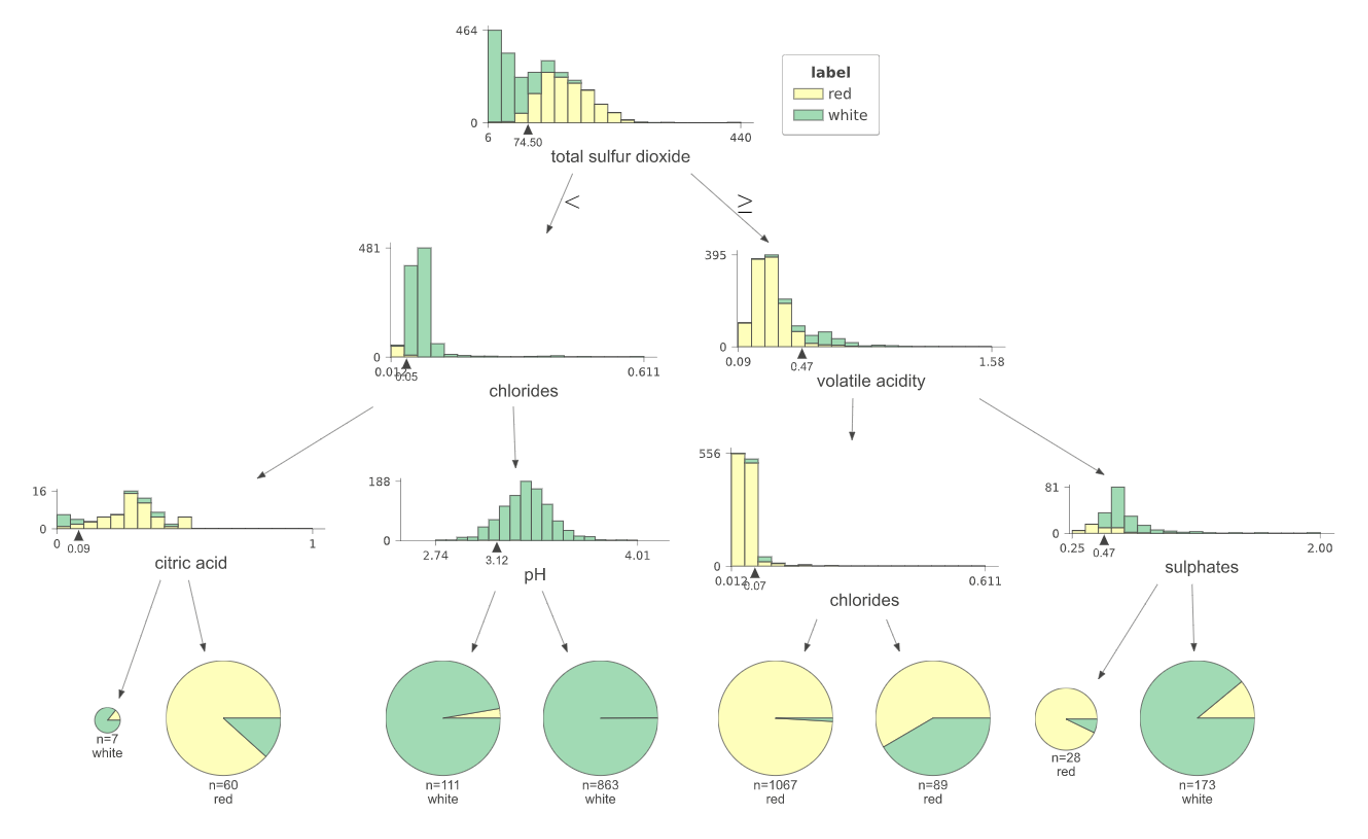 464
label
red
white
0
6
74.50
440
total sulfur dioxide
<
≥
481
0
0.012
0.05
0.611
chlorides
395
0
0.09
0.47
1.58
volatile acidity
16
0
0
0.09
1
citric acid
188
0
2.74
3.12
4.01
pH
556
0
0.012
0.07
0.611
chlorides
81
0
0.25
0.47
2.00
sulphates
n=7
white
n=60
red
n=111
white
n=863
white
n=1067
red
n=89
red
n=28
red
n=173
white